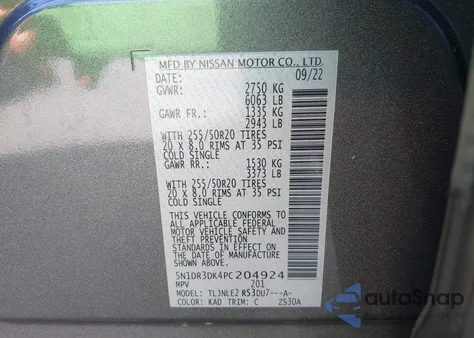 MFD BY NISSAN MOTOR CO., LTD.
DATE: 09/22
GVWR: 2750 KG
6063 LB
GAWR FR.: 1335 KG
2943 LB
WITH 255/50R20 TIRES
20 x 8.0 RIMS AT 35 PSI
COLD SINGLE
GAWR RR.: 1530 KG
3373 LB
WITH 255/50R20 TIRES
20 x 8.0 RIMS AT 35 PSI
COLD SINGLE
THIS VEHICLE CONFORMS TO
ALL APPLICABLE FEDERAL
MOTOR VEHICLE SAFETY AND
THEFT PREVENTION
STANDARDS IN EFFECT ON
THE DATE OF MANUFACTURE
SHOWN ABOVE.
5N1DR3DK4PC204924
MPV 201
MODEL: TLJNLE2 R53DU7---A-
COLOR: KAD TRIM: C ZS30A
autoSnap